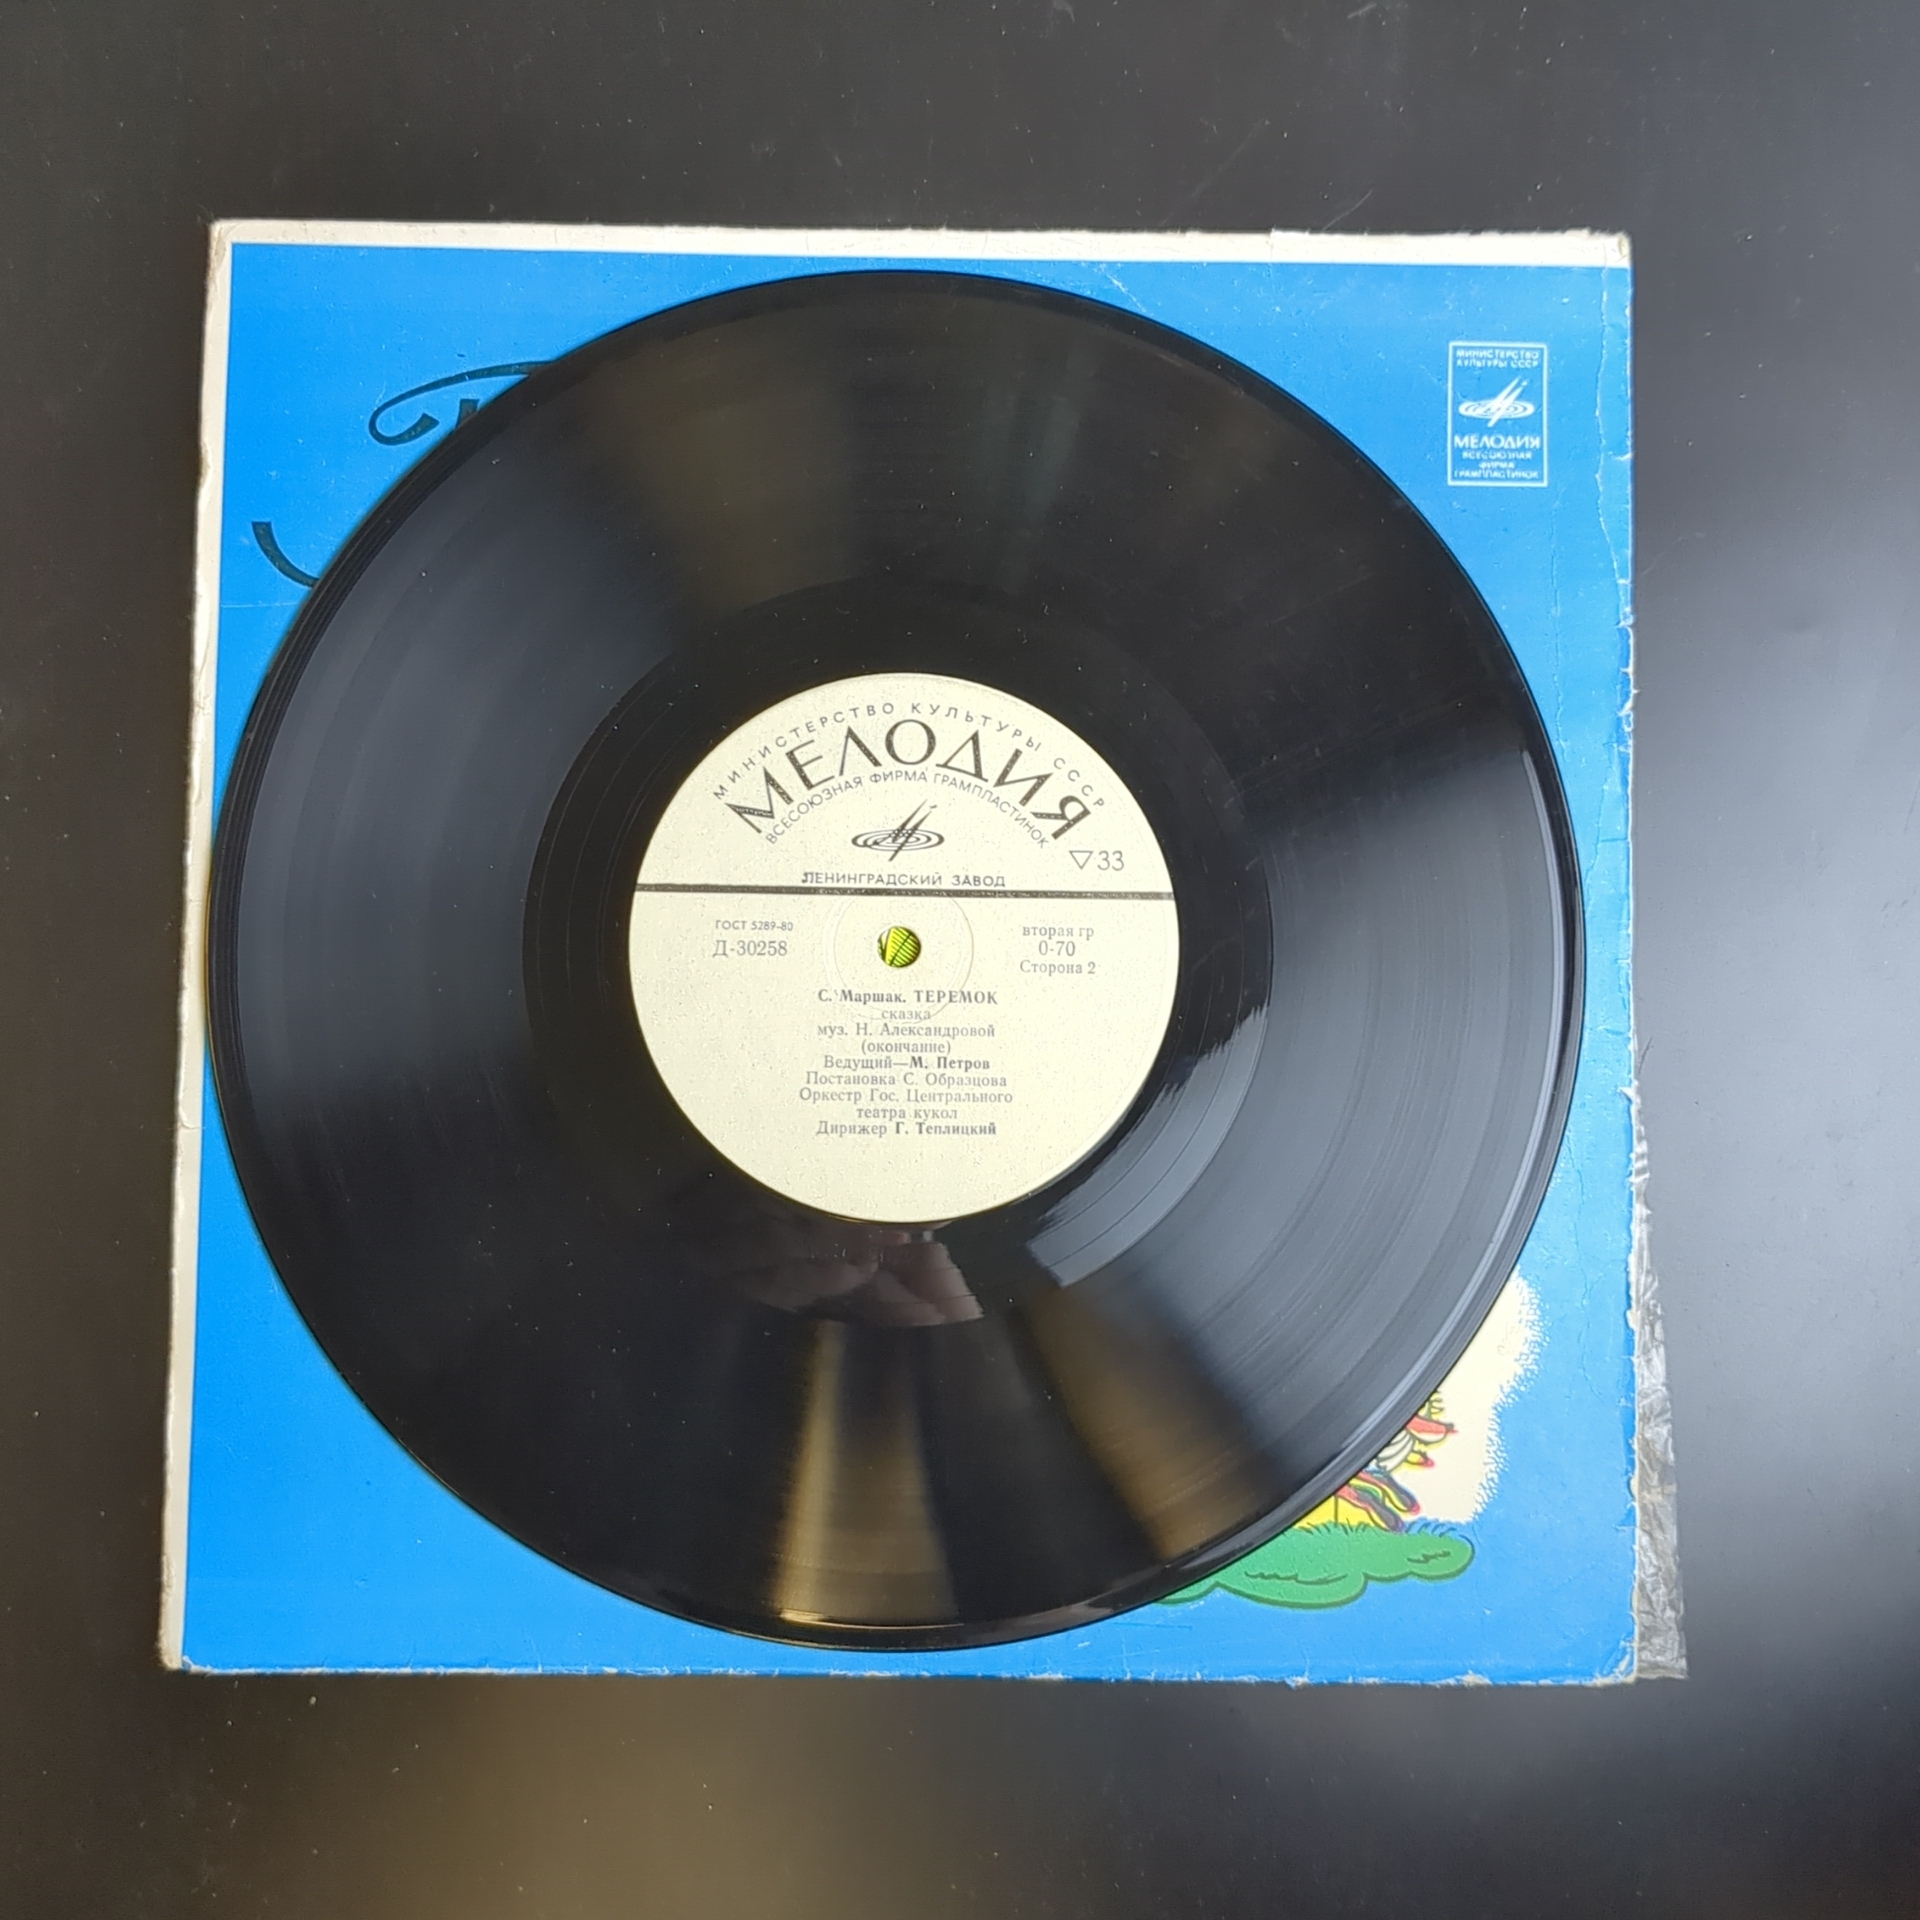 МИНИСТЕРСТВО
КУЛЬТУРЫ СССР
МЕЛОДИЯ
ВСЕСОЮЗНАЯ
ФИРМА
ГРАМПЛАСТИНОК
МИНИСТЕРСТВО КУЛЬТУРЫ СССР
МЕЛОДИЯ
ВСЕСОЮЗНАЯ ФИРМА ГРАМПЛАСТИНОК
▽33
ЛЕНИНГРАДСКИЙ ЗАВОД
ГОСТ 5289-80
Д-30258
вторая гр
0-70
Сторона 2
С. Маршак. ТЕРЕМОК
сказка
муз. Н. Александровой
(окончание)
Ведущий—М. Петров
Постановка С. Образцова
Оркестр Гос. Центрального
театра кукол
Дирижер Г. Теплицкий